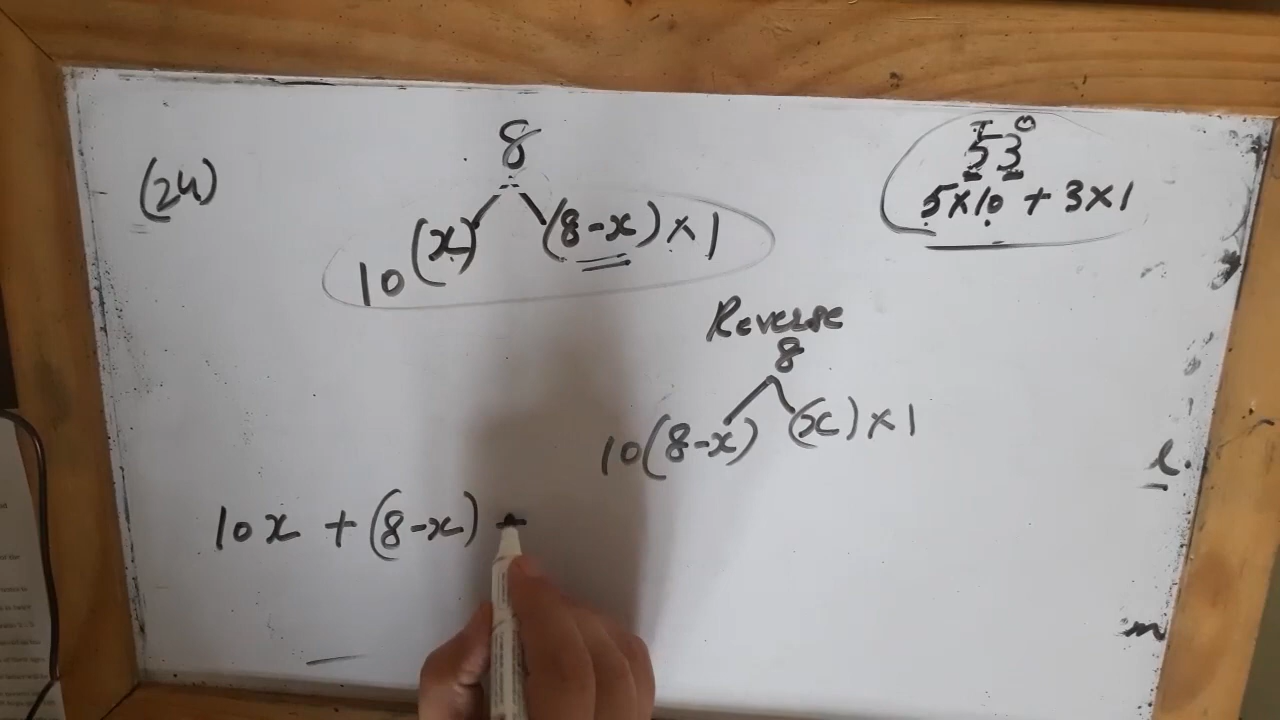 (24)
8
10(x) (8-x) × 1
T O
53
5×10 + 3×1
Reverse
8
10(8-x) (x) × 1
10x + (8-x) -
l.
m